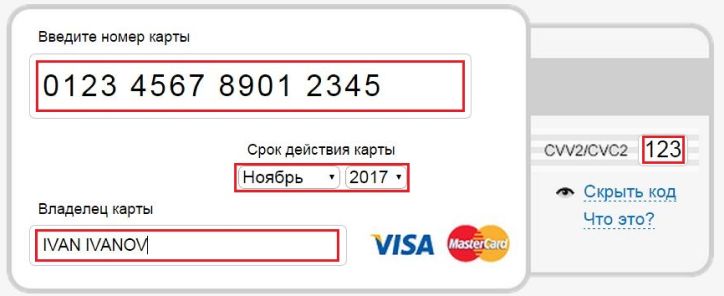 Введите номер карты
0123 4567 8901 2345
Срок действия карты
Ноябрь 2017
Владелец карты
IVAN IVANOV
VISA MasterCard
CVV2/CVC2 123
Скрыть код
Что это?